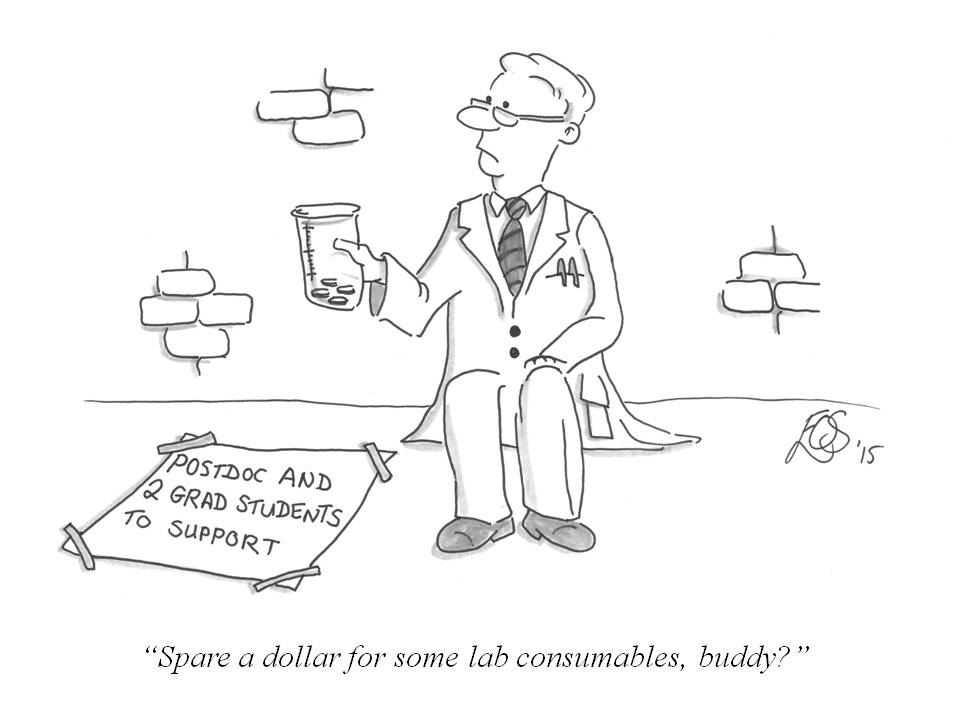 POSTDOC AND
2 GRAD STUDENTS
TO SUPPORT
'15
“Spare a dollar for some lab consumables, buddy?”